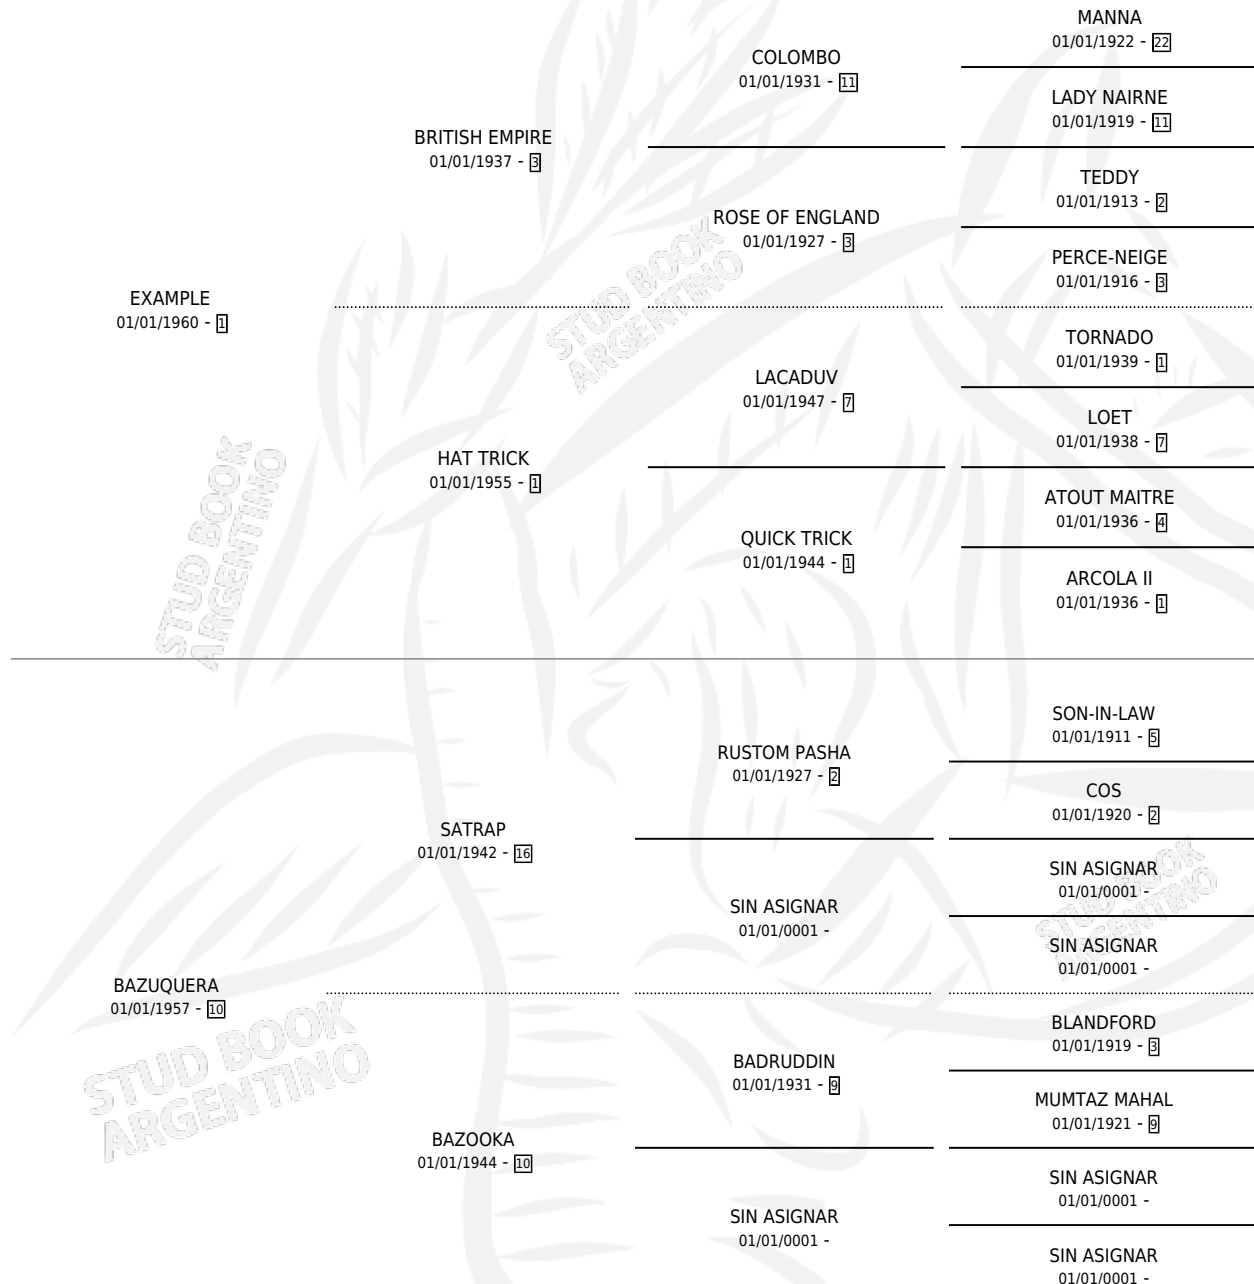 MANNA
01/01/1922 - 22
COLOMBO
01/01/1931 - 11
LADY NAIRNE
01/01/1919 - 11
BRITISH EMPIRE
01/01/1937 - 3
TEDDY
01/01/1913 - 2
ROSE OF ENGLAND
01/01/1927 - 3
PERCE-NEIGE
01/01/1916 - 3
EXAMPLE
01/01/1960 - 1
TORNADO
01/01/1939 - 1
LACADUV
01/01/1947 - 7
LOET
01/01/1938 - 7
HAT TRICK
01/01/1955 - 1
ATOUT MAITRE
01/01/1936 - 4
QUICK TRICK
01/01/1944 - 1
ARCOLA II
01/01/1936 - 1
SON-IN-LAW
01/01/1911 - 5
RUSTOM PASHA
01/01/1927 - 2
COS
01/01/1920 - 2
SATRAP
01/01/1942 - 16
SIN ASIGNAR
01/01/0001 -
SIN ASIGNAR
01/01/0001 -
SIN ASIGNAR
01/01/0001 -
BAZUQUERA
01/01/1957 - 10
BLANDFORD
01/01/1919 - 3
BADRUDDIN
01/01/1931 - 9
MUMTAZ MAHAL
01/01/1921 - 9
BAZOOKA
01/01/1944 - 10
SIN ASIGNAR
01/01/0001 -
SIN ASIGNAR
01/01/0001 -
SIN ASIGNAR
01/01/0001 -
STUD BOOK
ARGENTINO
STUD BOOK
ARGENTINO
STUD BOOK
ARGENTINO
STUD BOOK
ARGENTINO